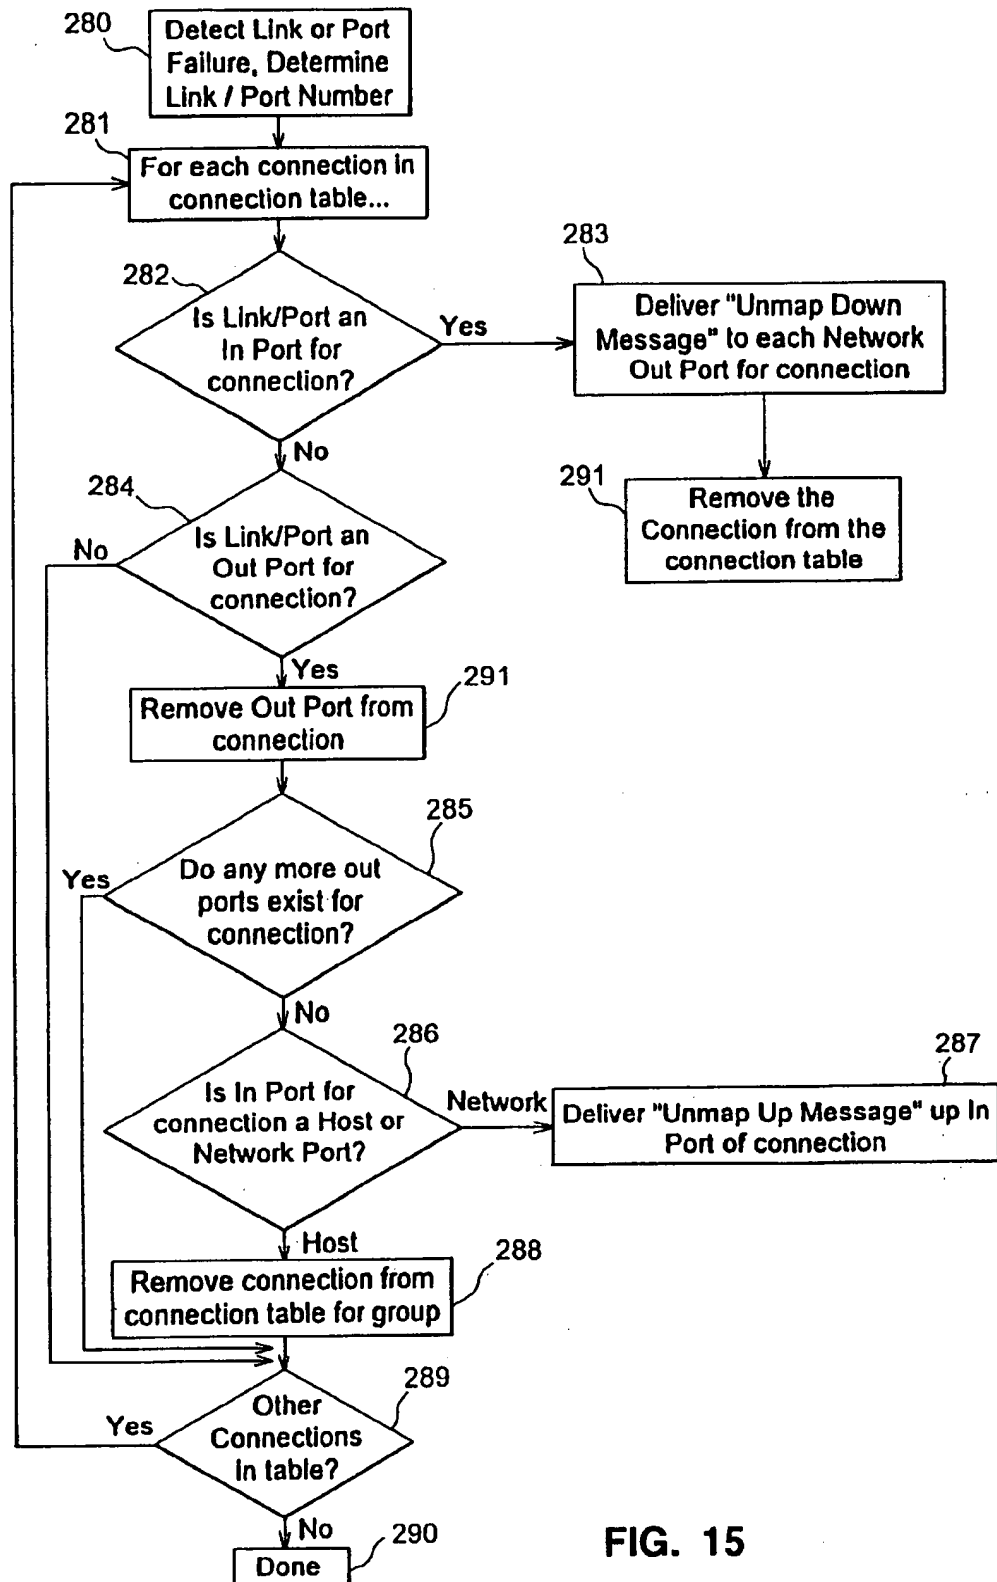 280
Detect Link or Port
Failure, Determine
Link / Port Number
281
For each connection in
connection table...
282
Is Link/Port an
In Port for
connection?
Yes
283
Deliver "Unmap Down
Message" to each Network
Out Port for connection
No
291
Remove the
Connection from the
connection table
284
Is Link/Port an
Out Port for
connection?
No
Yes
291
Remove Out Port from
connection
285
Do any more out
ports exist for
connection?
Yes
No
286
Is In Port for
connection a Host or
Network Port?
Network
287
Deliver "Unmap Up Message" up In
Port of connection
Host
288
Remove connection from
connection table for group
289
Other
Connections
In table?
Yes
No
290
Done
FIG. 15